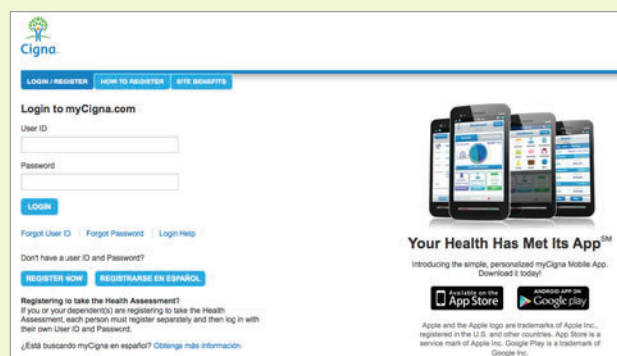 Cigna.
LOGIN / REGISTER
HOW TO REGISTER
SITE BENEFITS
Login to myCigna.com
User ID
Password
LOGIN
Forgot User ID | Forgot Password | Login Help
Don't have a user ID and Password?
REGISTER NOW
REGISTRARSE EN ESPAÑOL
Registering to take the Health Assessment?
If you or your dependent(s) are registering to take the Health
Assessment, each person must register separately and then log in with
their own User ID and Password.
¿Está buscando myCigna en español? Obtenga más información.
Your Health Has Met Its App℠
Introducing the simple, personalized myCigna Mobile App.
Download it today!
Available on the
App Store
ANDROID APP ON
Google play
Apple and the Apple logo are trademarks of Apple Inc.,
registered in the U.S. and other countries. App Store is a
service mark of Apple Inc. Google Play is a trademark of
Google Inc.